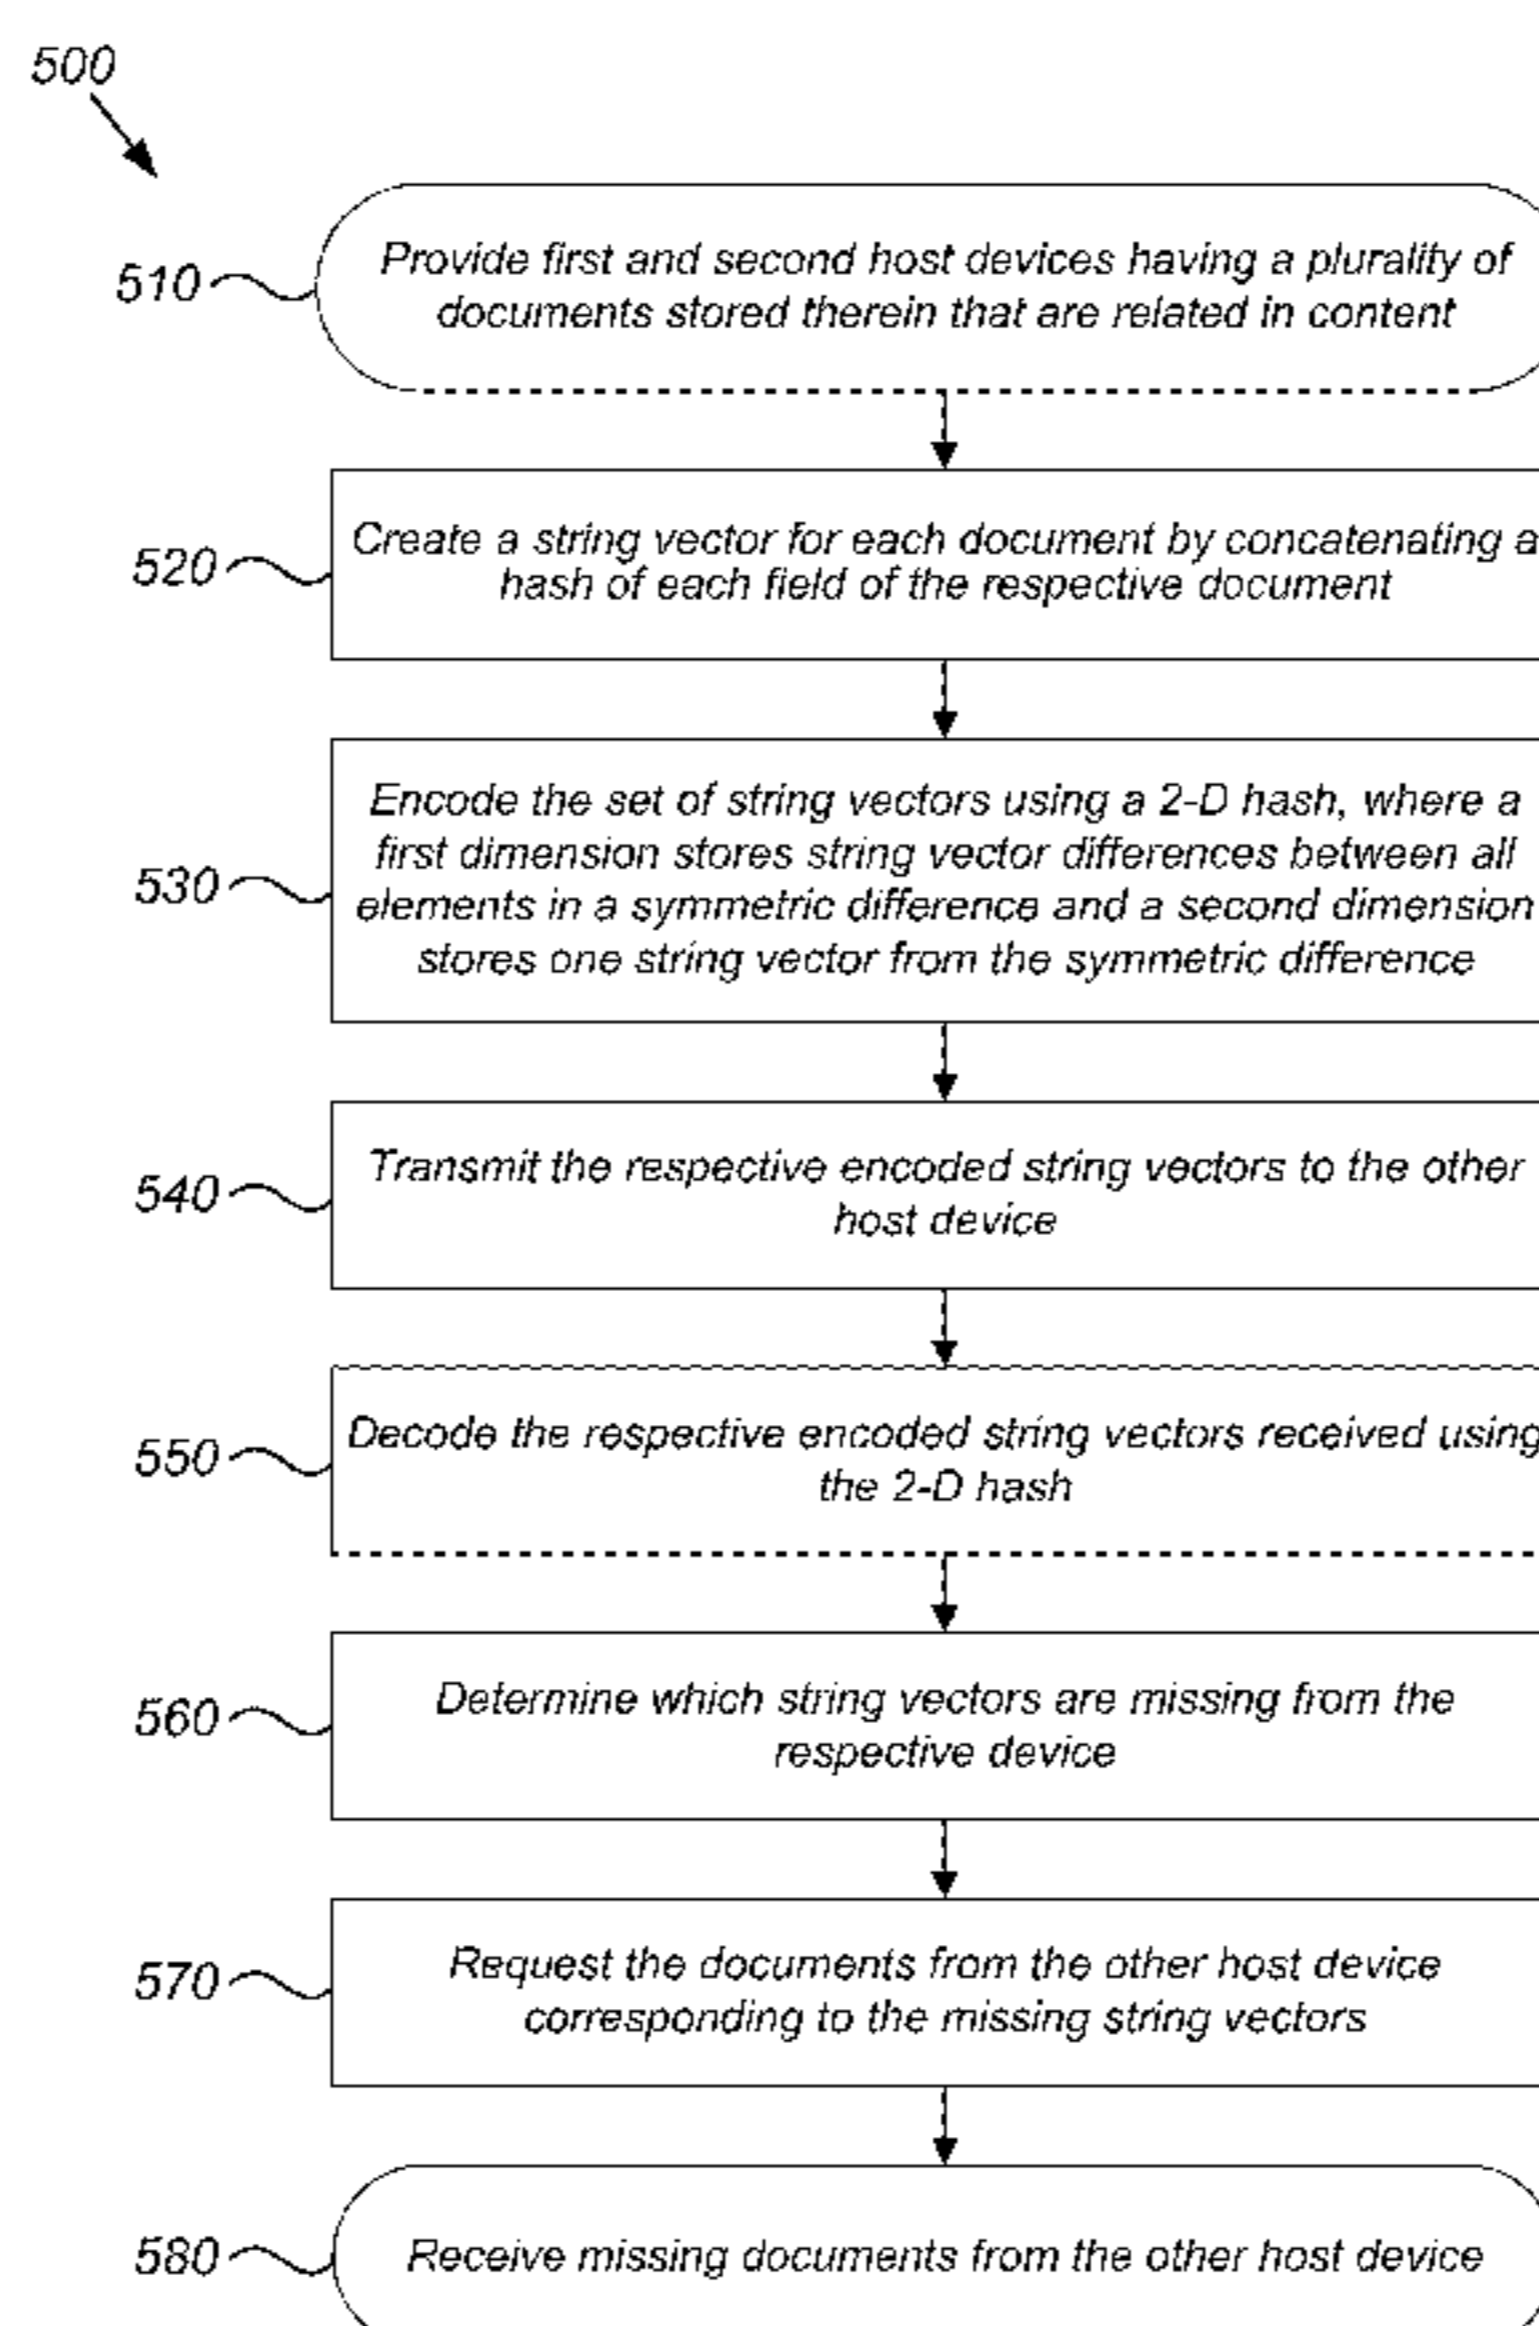 500
510
Provide first and second host devices having a plurality of
documents stored therein that are related in content
520
Create a string vector for each document by concatenating a
hash of each field of the respective document
530
Encode the set of string vectors using a 2-D hash, where a
first dimension stores string vector differences between all
elements in a symmetric difference and a second dimension
stores one string vector from the symmetric difference
540
Transmit the respective encoded string vectors to the other
host device
550
Decode the respective encoded string vectors received using
the 2-D hash
560
Determine which string vectors are missing from the
respective device
570
Request the documents from the other host device
corresponding to the missing string vectors
580
Receive missing documents from the other host device